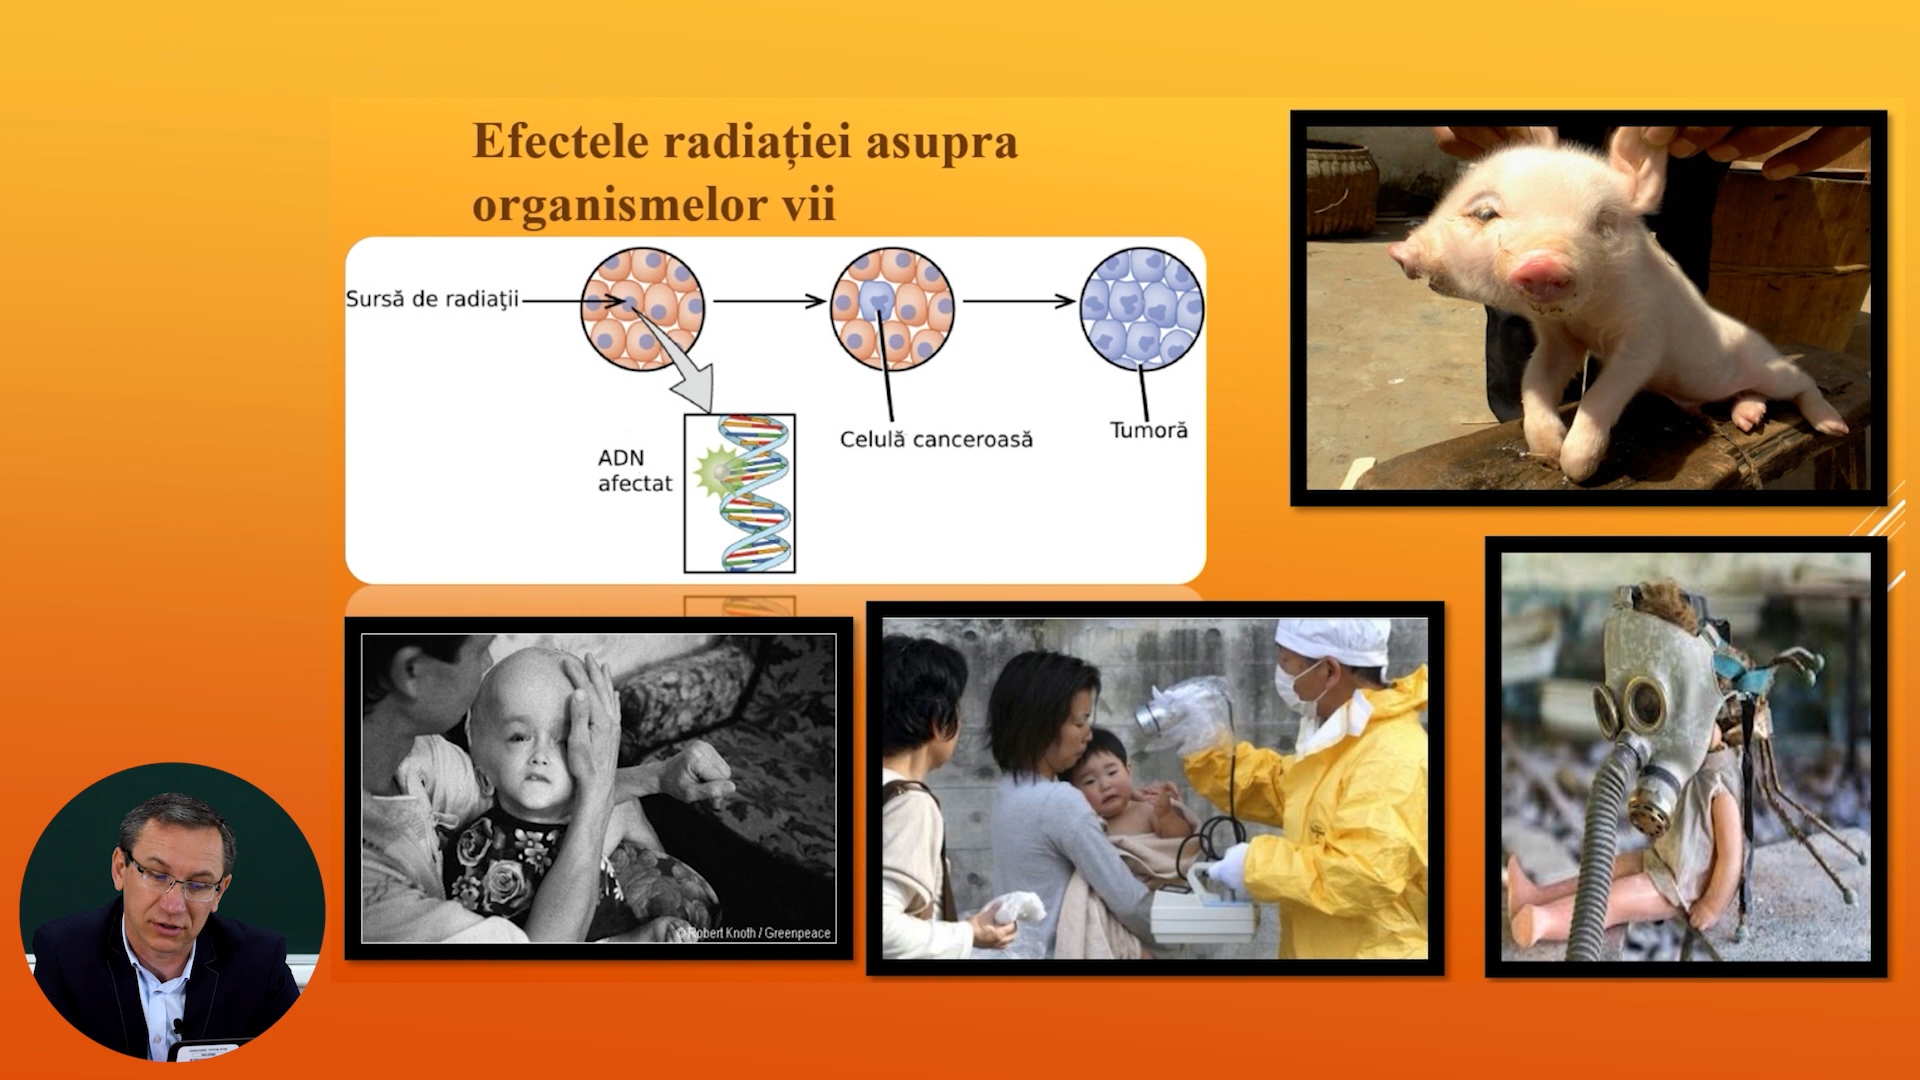 Efectele radiației asupra
organismelor vii
Sursă de radiaţii
ADN
afectat
Celulă canceroasă
Tumoră
© Robert Knoth / Greenpeace